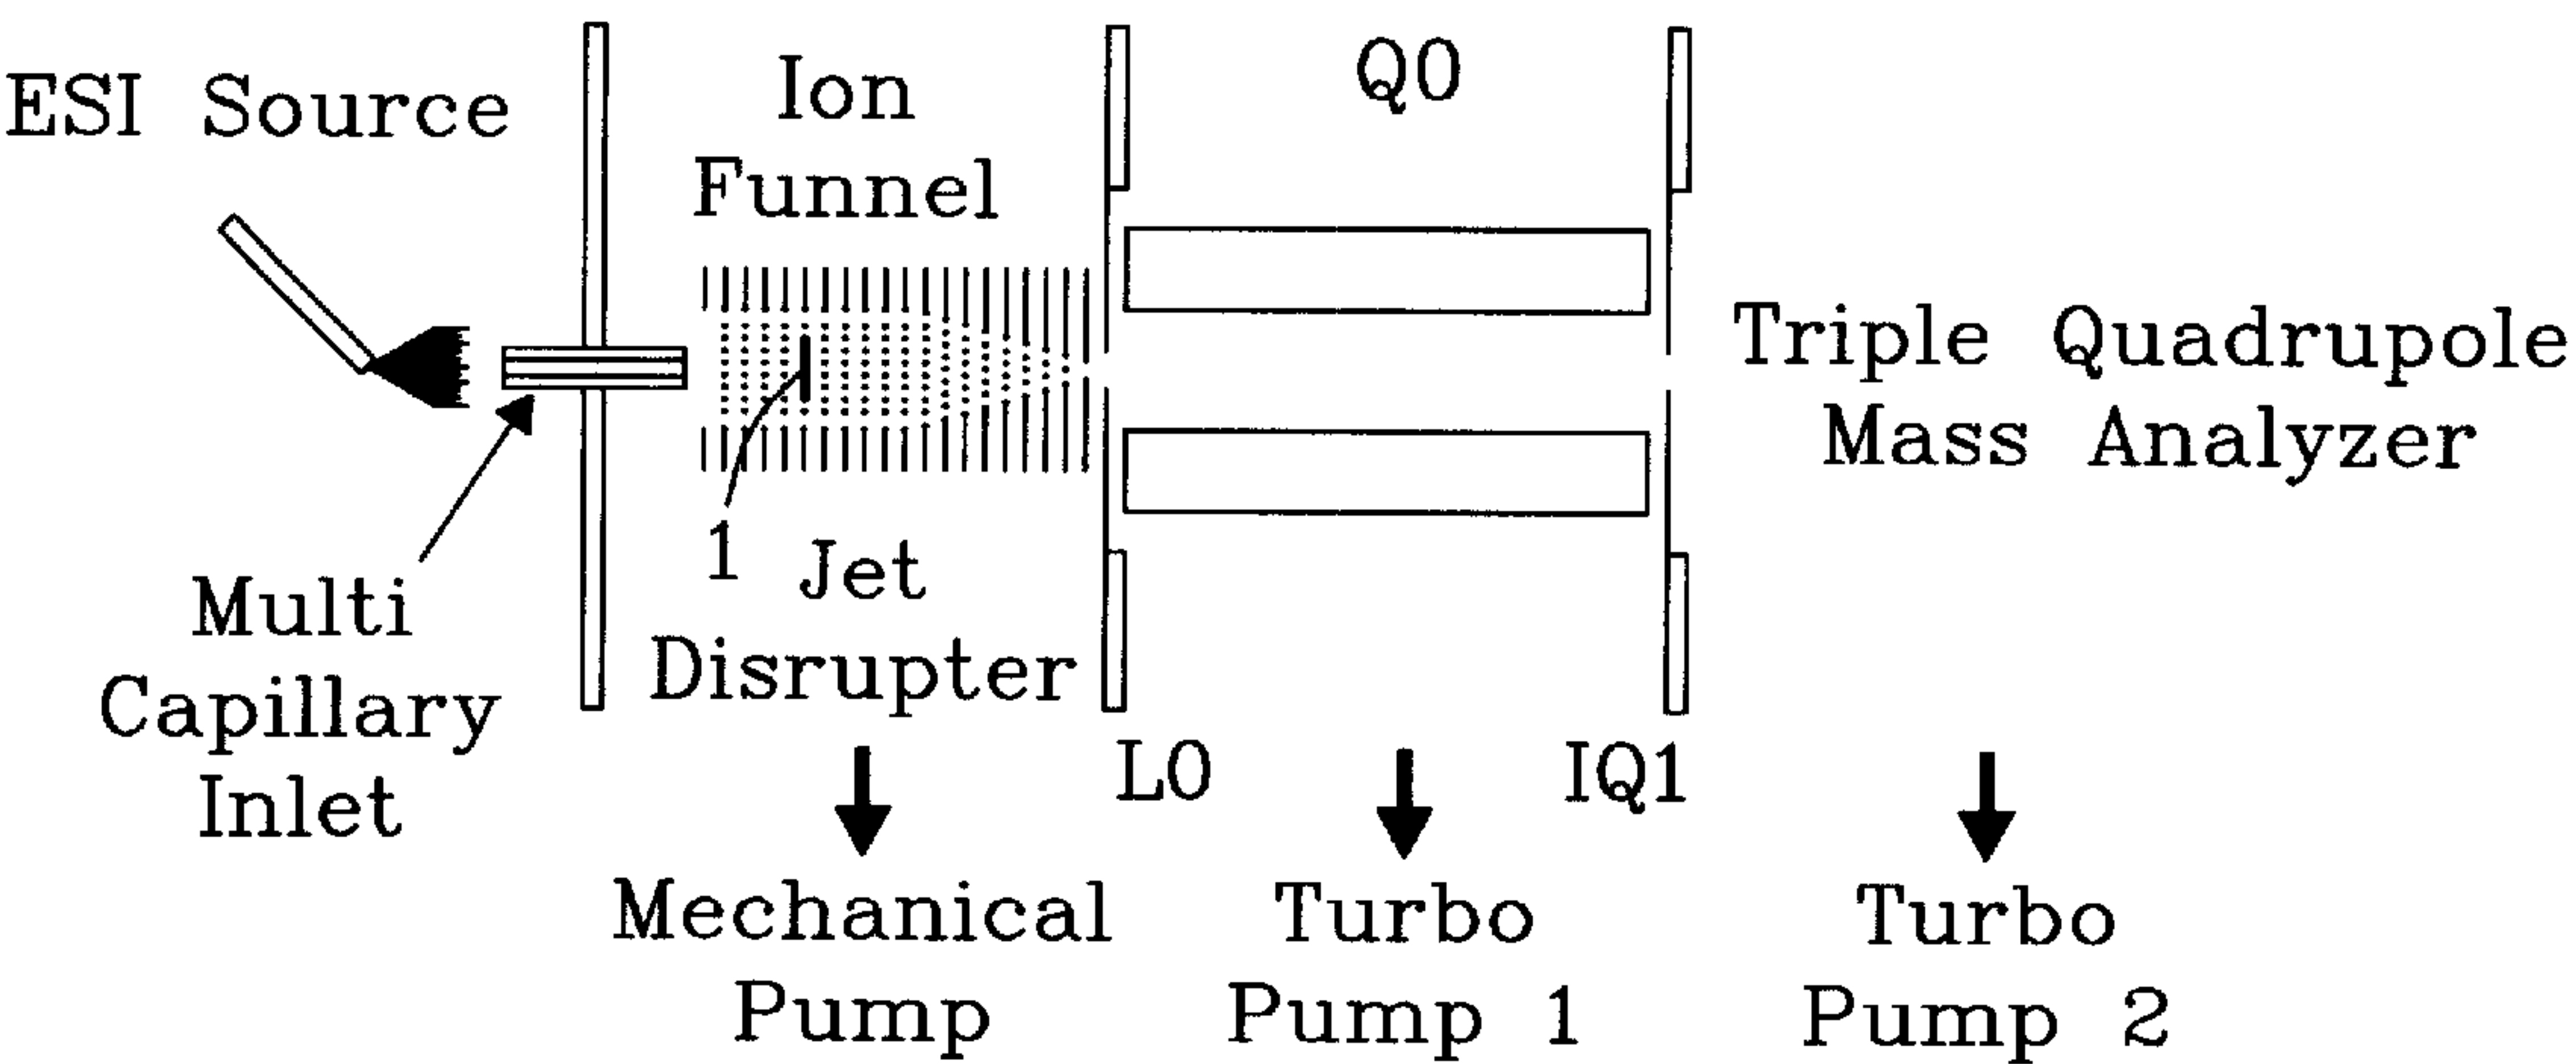 ESI Source
Ion
Funnel
Q0
Triple Quadrupole
Mass Analyzer
1
Jet
Disrupter
Multi
Capillary
Inlet
L0
IQ1
Mechanical
Pump
Turbo
Pump 1
Turbo
Pump 2